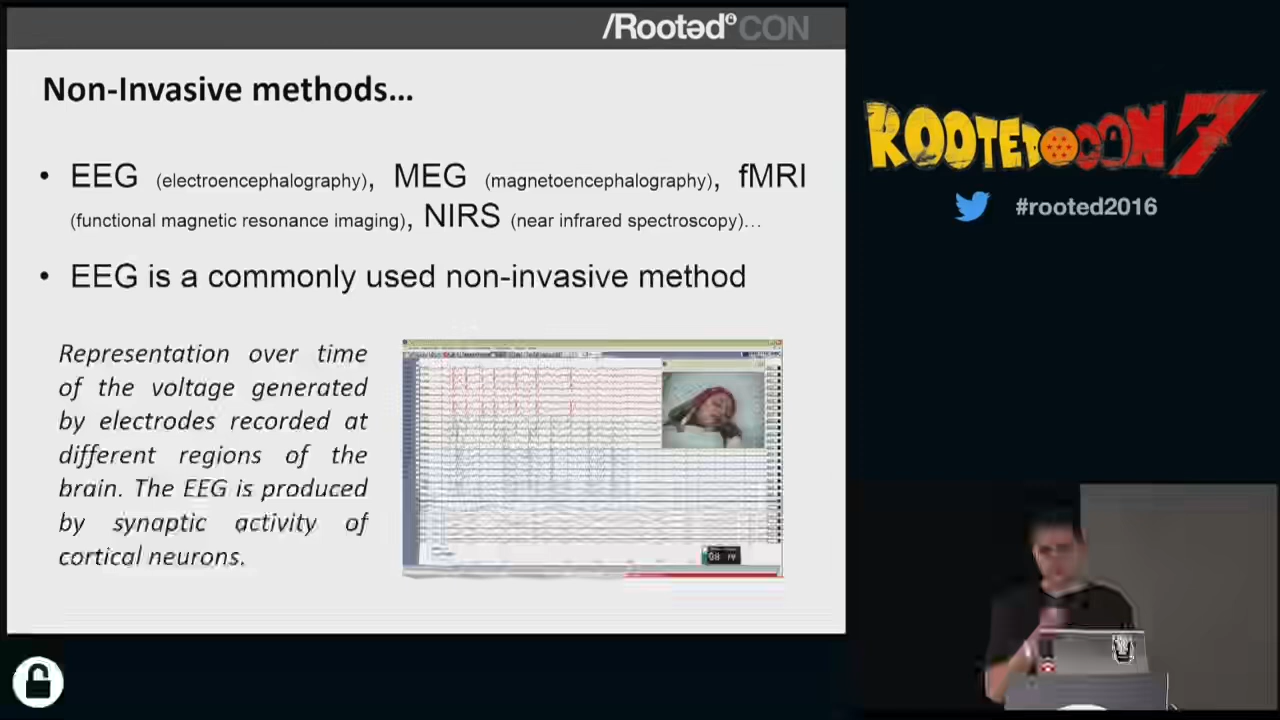 /RootedCON
Non-Invasive methods...
• EEG (electroencephalography), MEG (magnetoencephalography), fMRI
(functional magnetic resonance imaging), NIRS (near infrared spectroscopy)...
• EEG is a commonly used non-invasive method
Representation over time
of the voltage generated
by electrodes recorded at
different regions of the
brain. The EEG is produced
by synaptic activity of
cortical neurons.
ROOTEDCON 7
#rooted2016